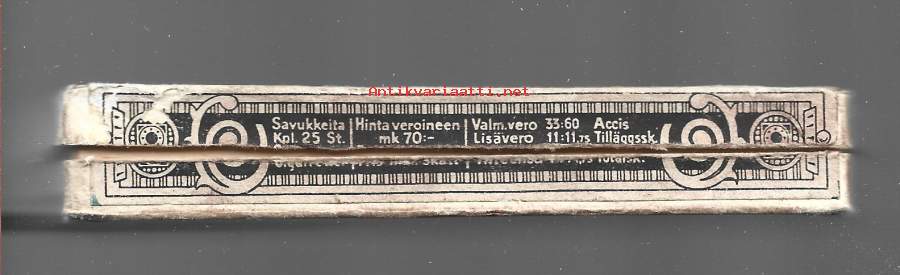 Antikvariaatti.net
Savukkeita Hinta veroineen Valm.vero 33:60 Accis
Kpl. 25 St. mk 70:- Lisävero 11:11,75 Tilläggssk.